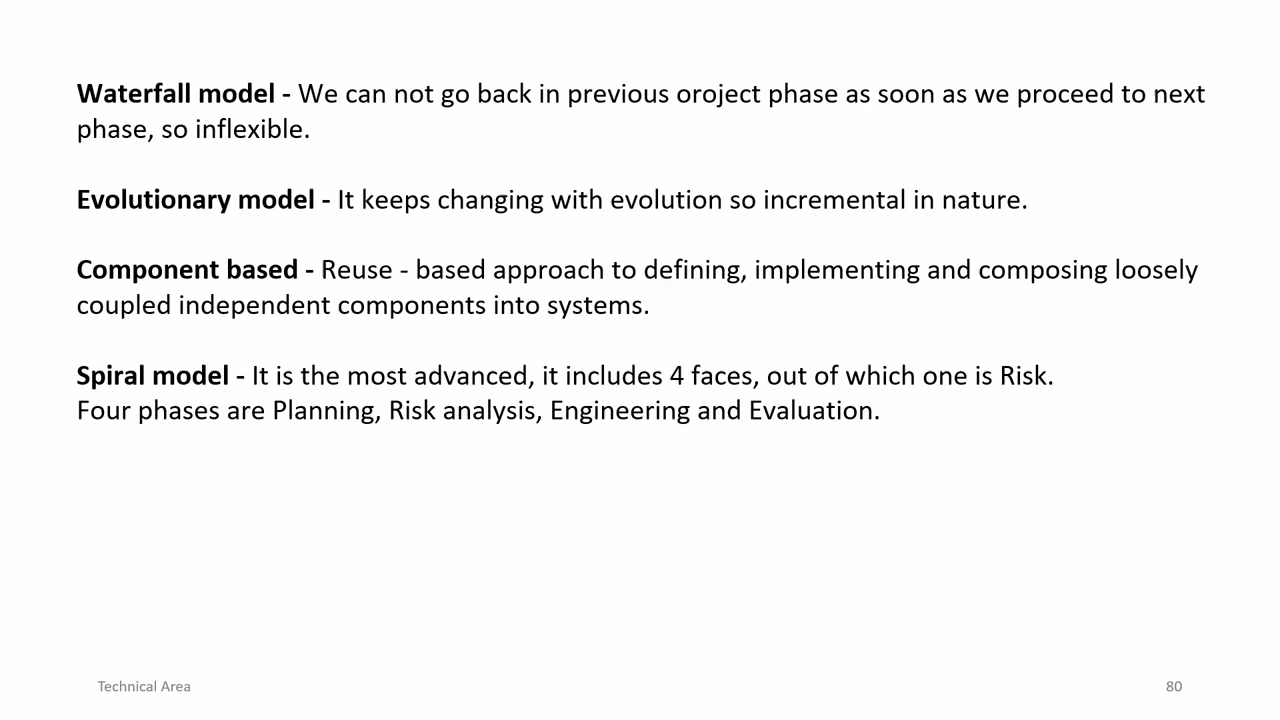 Waterfall model - We can not go back in previous oroject phase as soon as we proceed to next
phase, so inflexible.
Evolutionary model - It keeps changing with evolution so incremental in nature.
Component based - Reuse - based approach to defining, implementing and composing loosely
coupled independent components into systems.
Spiral model - It is the most advanced, it includes 4 faces, out of which one is Risk.
Four phases are Planning, Risk analysis, Engineering and Evaluation.
Technical Area
80